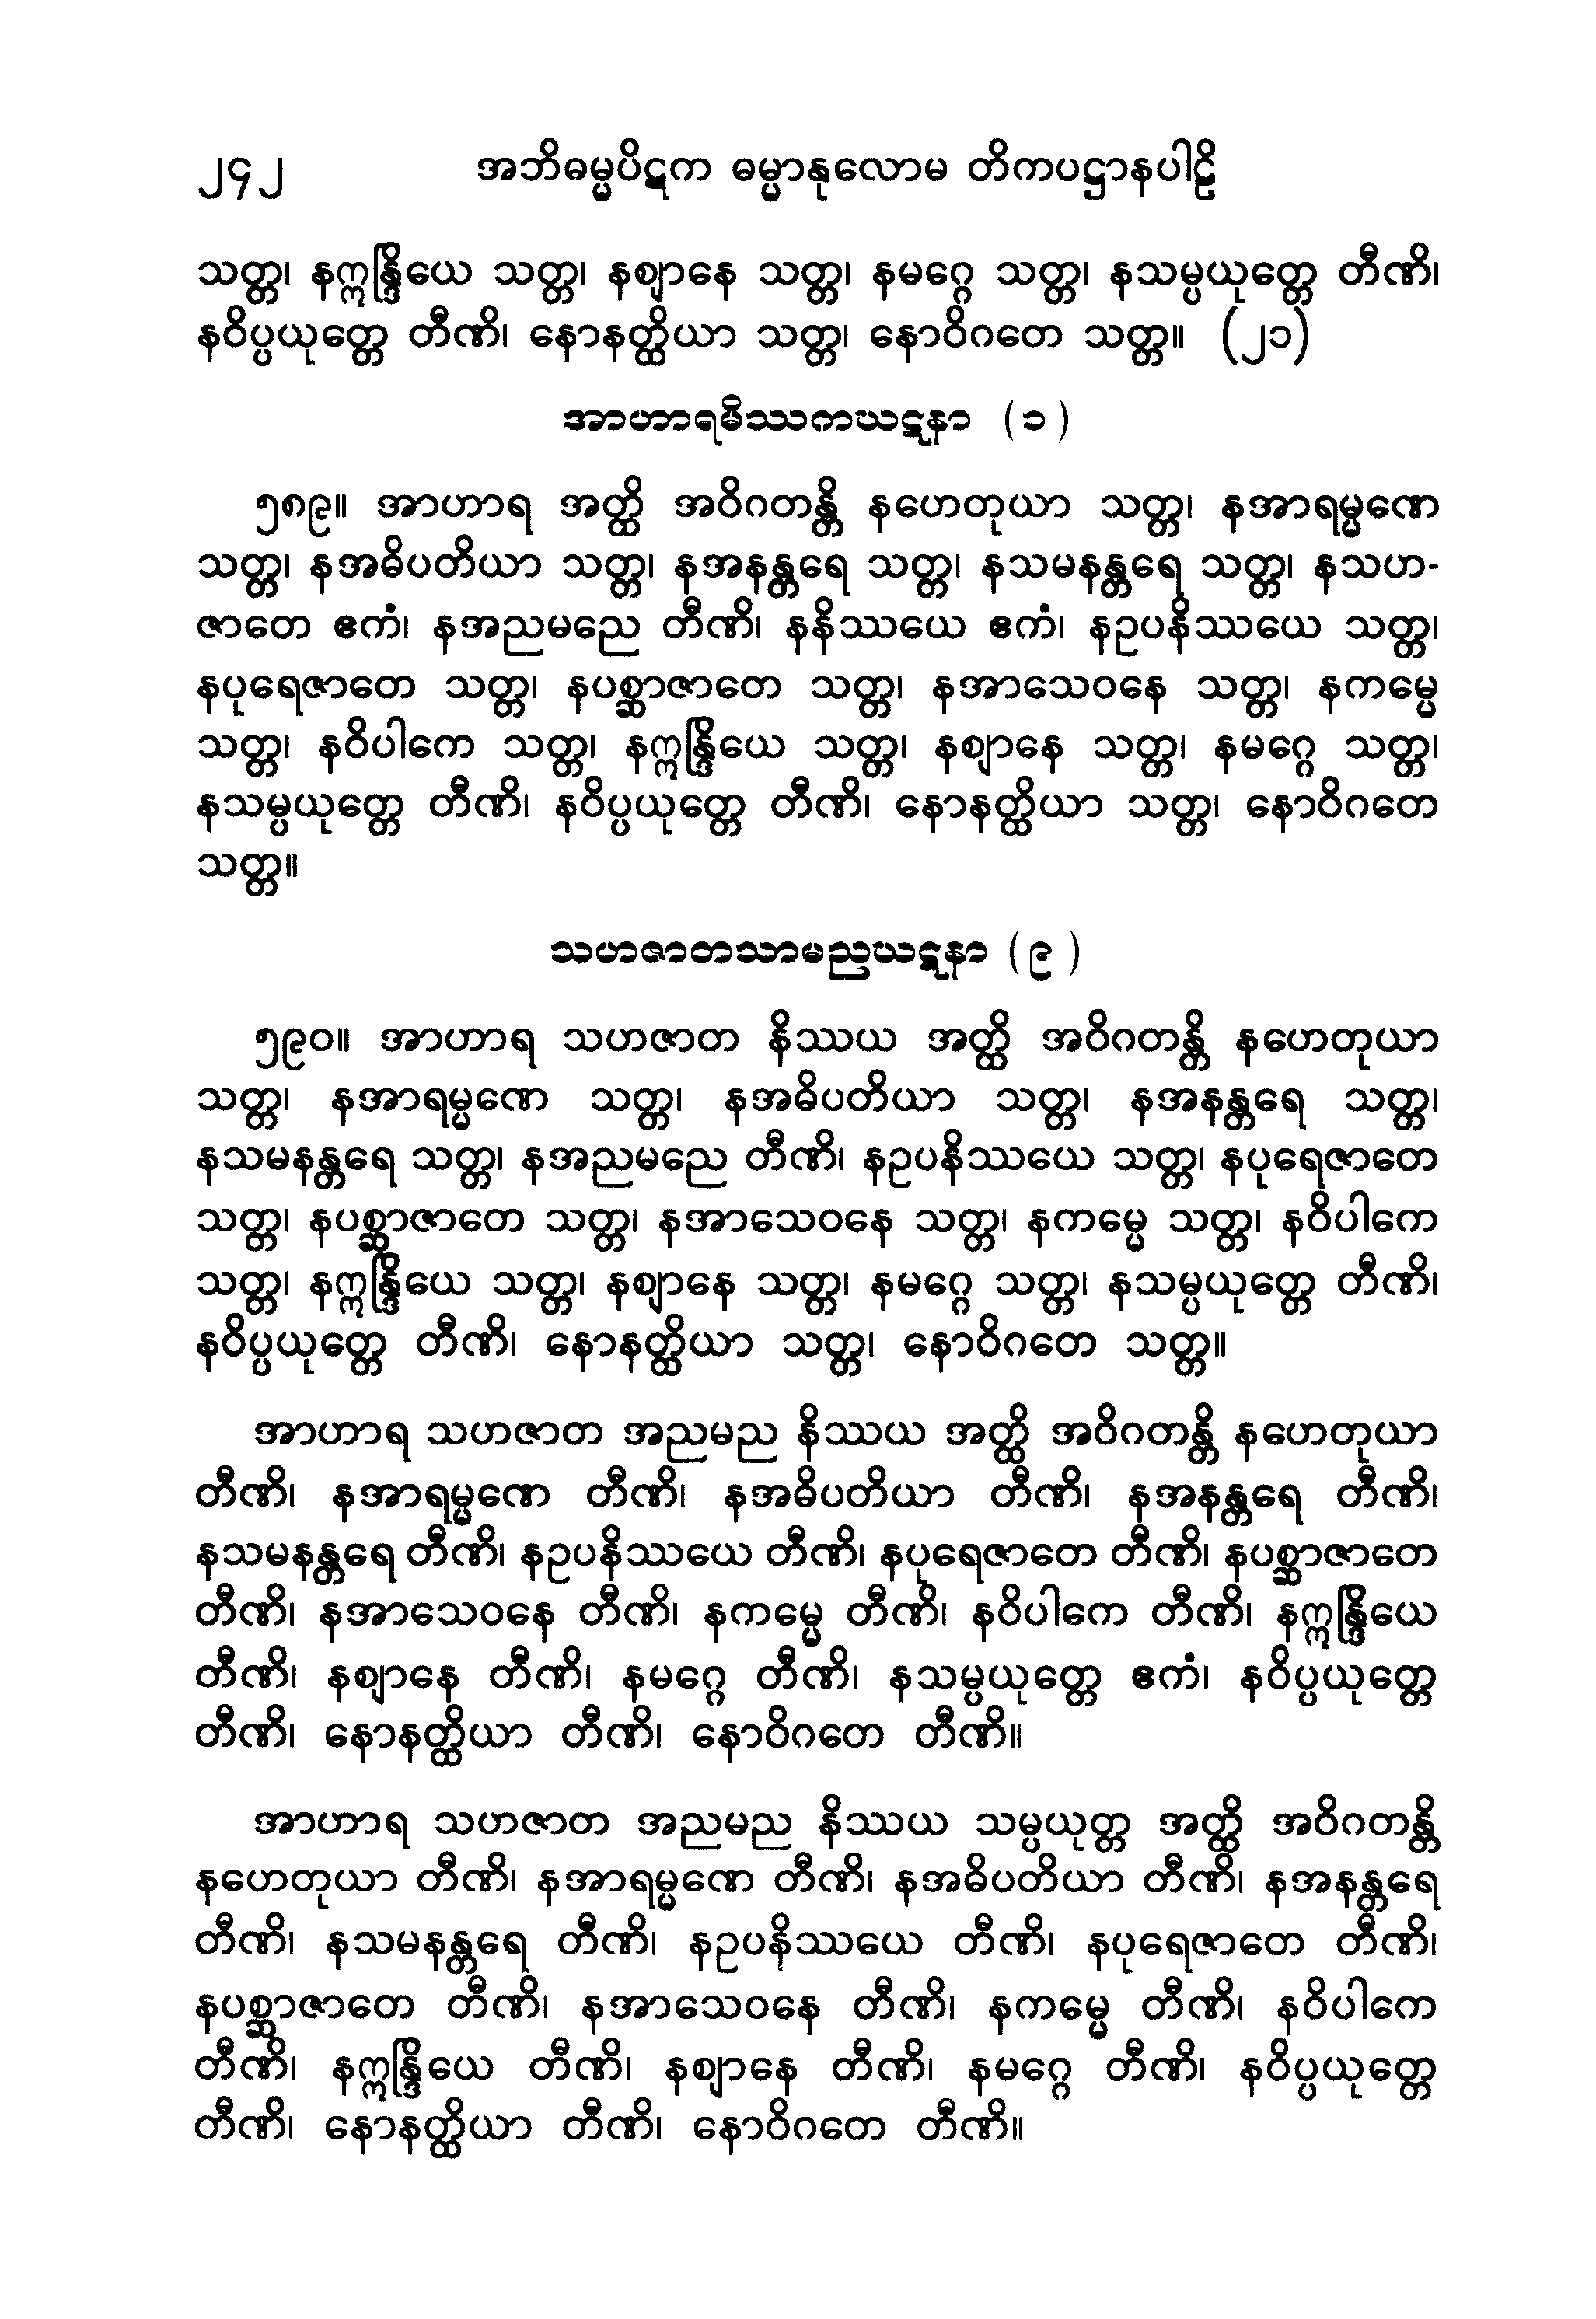 ၂၄၂ အဘိဓမ္မပိဋက ဓမ္မာနုလောမ တိကပဋ္ဌာနပါဠိ
သတ္တ၊ နဣန္ဒြိယေ သတ္တ၊ နဈာနေ သတ္တ၊ နမဂ္ဂေ သတ္တ၊ နသမ္ပယုတ္တေ တီဏိ၊
နဝိပ္ပယုတ္တေ တီဏိ၊ နောနတ္ထိယာ သတ္တ၊ နောဝိဂတေ သတ္တ။ (၂၁)
အာဟာရမိဿကဃဋနာ (၁)
၅၈၉။ အာဟာရ အတ္ထိ အဝိဂတန္တိ နဟေတုယာ သတ္တ၊ နအာရမ္မဏေ
သတ္တ၊ နအဓိပတိယာ သတ္တ၊ နအနန္တရေ သတ္တ၊ နသမနန္တရေ သတ္တ၊ နသဟ-
ဇာတေ ဧကံ၊ နအညမညေ တီဏိ၊ နနိဿယေ ဧကံ၊ နဥပနိဿယေ သတ္တ၊
နပုရေဇာတေ သတ္တ၊ နပစ္ဆာဇာတေ သတ္တ၊ နအာသေဝနေ သတ္တ၊ နကမ္မေ
သတ္တ၊ နဝိပါကေ သတ္တ၊ နဣန္ဒြိယေ သတ္တ၊ နဈာနေ သတ္တ၊ နမဂ္ဂေ သတ္တ၊
နသမ္ပယုတ္တေ တီဏိ၊ နဝိပ္ပယုတ္တေ တီဏိ၊ နောနတ္ထိယာ သတ္တ၊ နောဝိဂတေ
သတ္တ။
သဟဇာတသာမညဃဋနာ (၉)
၅၉၀။ အာဟာရ သဟဇာတ နိဿယ အတ္ထိ အဝိဂတန္တိ နဟေတုယာ
သတ္တ၊ နအာရမ္မဏေ သတ္တ၊ နအဓိပတိယာ သတ္တ၊ နအနန္တရေ သတ္တ၊
နသမနန္တရေ သတ္တ၊ နအညမညေ တီဏိ၊ နဥပနိဿယေ သတ္တ၊ နပုရေဇာတေ
သတ္တ၊ နပစ္ဆာဇာတေ သတ္တ၊ နအာသေဝနေ သတ္တ၊ နကမ္မေ သတ္တ၊ နဝိပါကေ
သတ္တ၊ နဣန္ဒြိယေ သတ္တ၊ နဈာနေ သတ္တ၊ နမဂ္ဂေ သတ္တ၊ နသမ္ပယုတ္တေ တီဏိ၊
နဝိပ္ပယုတ္တေ တီဏိ၊ နောနတ္ထိယာ သတ္တ၊ နောဝိဂတေ သတ္တ။
အာဟာရ သဟဇာတ အညမည နိဿယ အတ္ထိ အဝိဂတန္တိ နဟေတုယာ
တီဏိ၊ နအာရမ္မဏေ တီဏိ၊ နအဓိပတိယာ တီဏိ၊ နအနန္တရေ တီဏိ၊
နသမနန္တရေ တီဏိ၊ နဥပနိဿယေ တီဏိ၊ နပုရေဇာတေ တီဏိ၊ နပစ္ဆာဇာတေ
တီဏိ၊ နအာသေဝနေ တီဏိ၊ နကမ္မေ တီဏိ၊ နဝိပါကေ တီဏိ၊ နဣန္ဒြိယေ
တီဏိ၊ နဈာနေ တီဏိ၊ နမဂ္ဂေ တီဏိ၊ နသမ္ပယုတ္တေ ဧကံ၊ နဝိပ္ပယုတ္တေ
တီဏိ၊ နောနတ္ထိယာ တီဏိ၊ နောဝိဂတေ တီဏိ။
အာဟာရ သဟဇာတ အညမည နိဿယ သမ္ပယုတ္တ အတ္ထိ အဝိဂတန္တိ
နဟေတုယာ တီဏိ၊ နအာရမ္မဏေ တီဏိ၊ နအဓိပတိယာ တီဏိ၊ နအနန္တရေ
တီဏိ၊ နသမနန္တရေ တီဏိ၊ နဥပနိဿယေ တီဏိ၊ နပုရေဇာတေ တီဏိ၊
နပစ္ဆာဇာတေ တီဏိ၊ နအာသေဝနေ တီဏိ၊ နကမ္မေ တီဏိ၊ နဝိပါကေ
တီဏိ၊ နဣန္ဒြိယေ တီဏိ၊ နဈာနေ တီဏိ၊ နမဂ္ဂေ တီဏိ၊ နဝိပ္ပယုတ္တေ
တီဏိ၊ နောနတ္ထိယာ တီဏိ၊ နောဝိဂတေ တီဏိ။